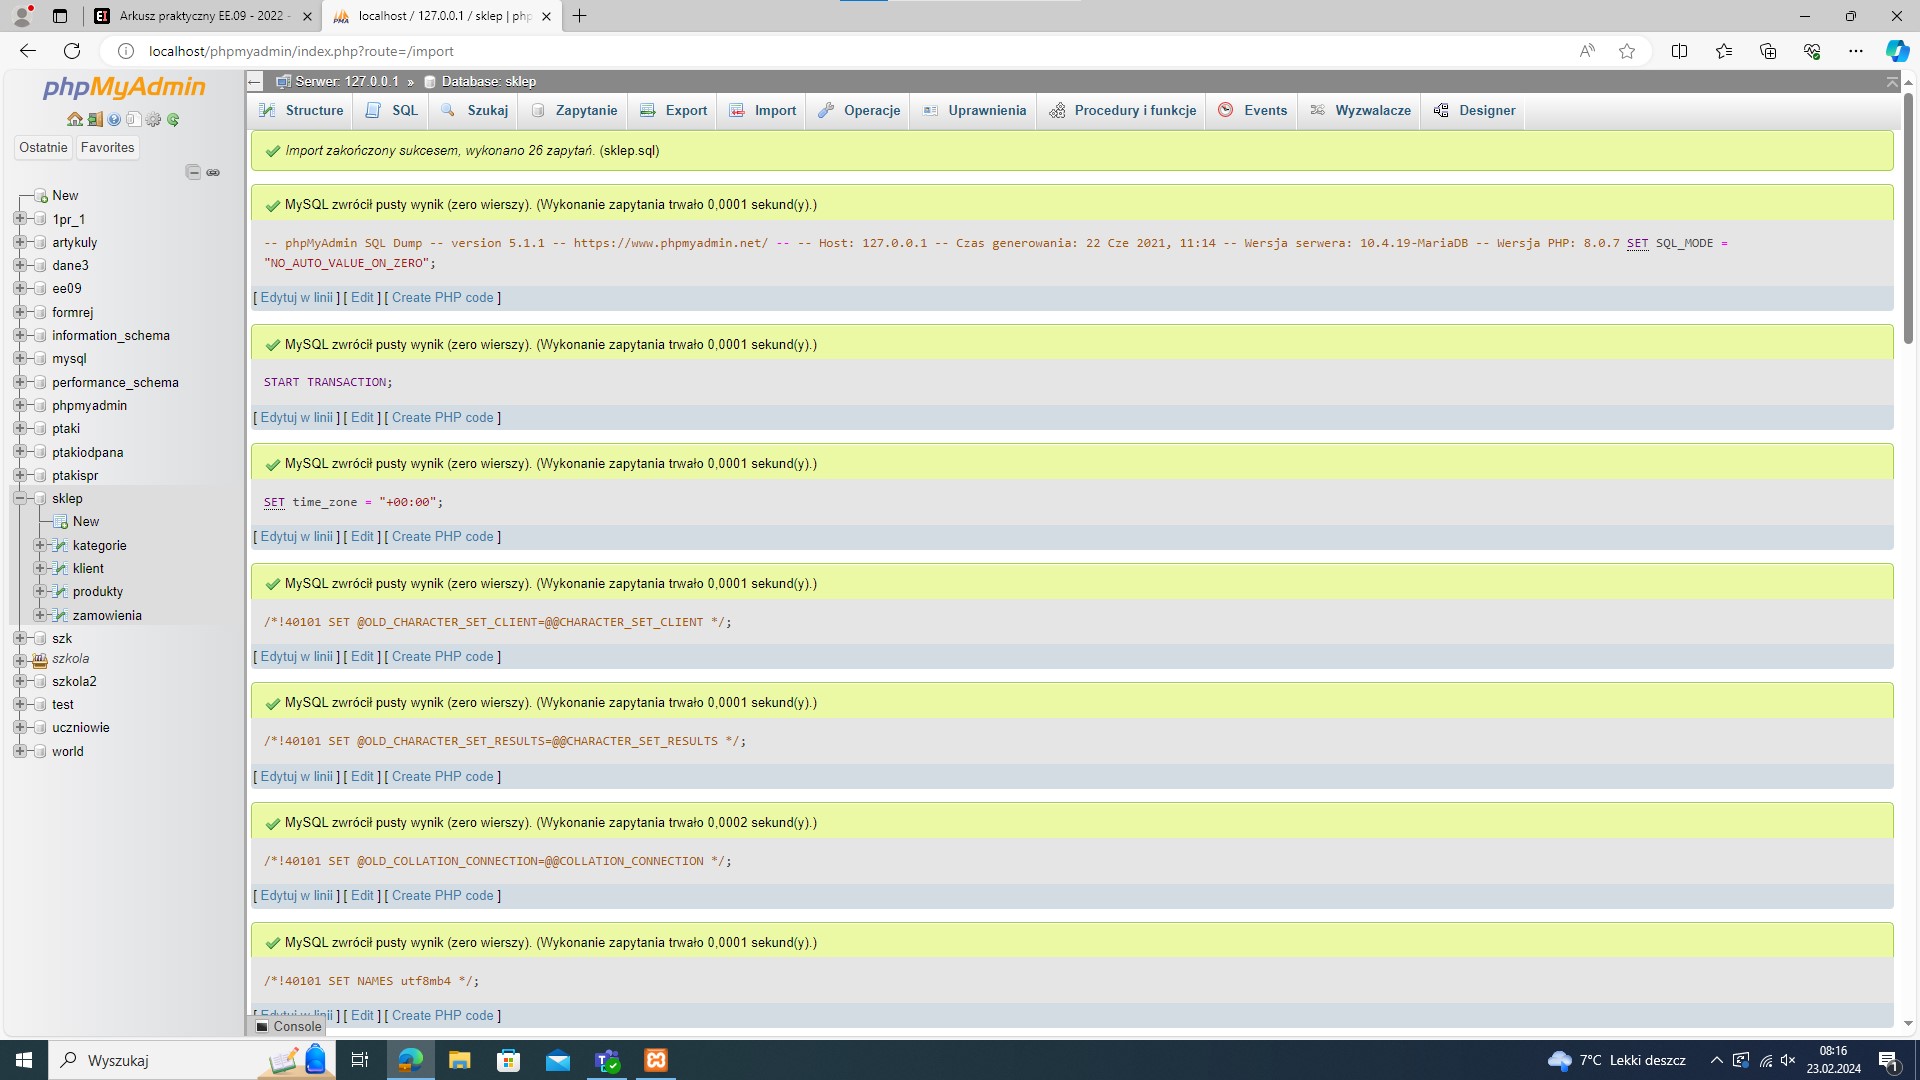 Arkusz praktyczny EE.09 - 2022 -
localhost / 127.0.0.1 / sklep | php
localhost/phpmyadmin/index.php?route=/import
phpMyAdmin
Ostatnie
Favorites
New
1pr_1
artykuly
dane3
ee09
formrej
information_schema
mysql
performance_schema
phpmyadmin
ptaki
ptakiodpana
ptakispr
sklep
New
kategorie
klient
produkty
zamowienia
szk
szkola
szkola2
test
uczniowie
world
Serwer: 127.0.0.1 » Database: sklep
Structure SQL Szukaj Zapytanie Export Import Operacje Uprawnienia Procedury i funkcje Events Wyzwalacze Designer
Import zakończony sukcesem, wykonano 26 zapytań. (sklep.sql)
MySQL zwrócił pusty wynik (zero wierszy). (Wykonanie zapytania trwało 0,0001 sekund(y).)
-- phpMyAdmin SQL Dump -- version 5.1.1 -- https://www.phpmyadmin.net/ -- -- Host: 127.0.0.1 -- Czas generowania: 22 Cze 2021, 11:14 -- Wersja serwera: 10.4.19-MariaDB -- Wersja PHP: 8.0.7 SET SQL_MODE =
"NO_AUTO_VALUE_ON_ZERO";
[ Edytuj w linii ] [ Edit ] [ Create PHP code ]
MySQL zwrócił pusty wynik (zero wierszy). (Wykonanie zapytania trwało 0,0001 sekund(y).)
START TRANSACTION;
[ Edytuj w linii ] [ Edit ] [ Create PHP code ]
MySQL zwrócił pusty wynik (zero wierszy). (Wykonanie zapytania trwało 0,0001 sekund(y).)
SET time_zone = "+00:00";
[ Edytuj w linii ] [ Edit ] [ Create PHP code ]
MySQL zwrócił pusty wynik (zero wierszy). (Wykonanie zapytania trwało 0,0001 sekund(y).)
/*!40101 SET @OLD_CHARACTER_SET_CLIENT=@@CHARACTER_SET_CLIENT */;
[ Edytuj w linii ] [ Edit ] [ Create PHP code ]
MySQL zwrócił pusty wynik (zero wierszy). (Wykonanie zapytania trwało 0,0001 sekund(y).)
/*!40101 SET @OLD_CHARACTER_SET_RESULTS=@@CHARACTER_SET_RESULTS */;
[ Edytuj w linii ] [ Edit ] [ Create PHP code ]
MySQL zwrócił pusty wynik (zero wierszy). (Wykonanie zapytania trwało 0,0002 sekund(y).)
/*!40101 SET @OLD_COLLATION_CONNECTION=@@COLLATION_CONNECTION */;
[ Edytuj w linii ] [ Edit ] [ Create PHP code ]
MySQL zwrócił pusty wynik (zero wierszy). (Wykonanie zapytania trwało 0,0001 sekund(y).)
/*!40101 SET NAMES utf8mb4 */;
[ Edytuj w linii ] [ Edit ] [ Create PHP code ]
Console
Wyszukaj
7°C Lekki deszcz
08:16
23.02.2024
1